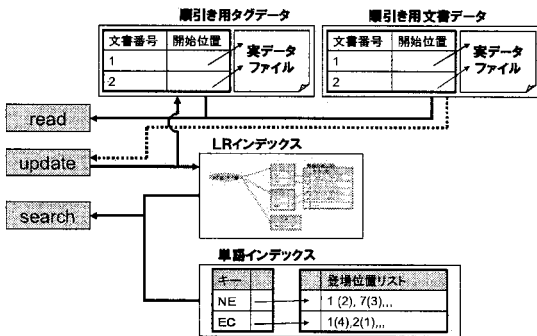 順引き用タグデータ
文書番号 開始位置
1
2
実データ
ファイル
順引き用文書データ
文書番号 開始位置
1
2
実データ
ファイル
read
update
search
LRインデックス
単語インデックス
キー 登場位置リスト
NE 1 (2), 7(3),,,
EC 1(4),2(1),,,